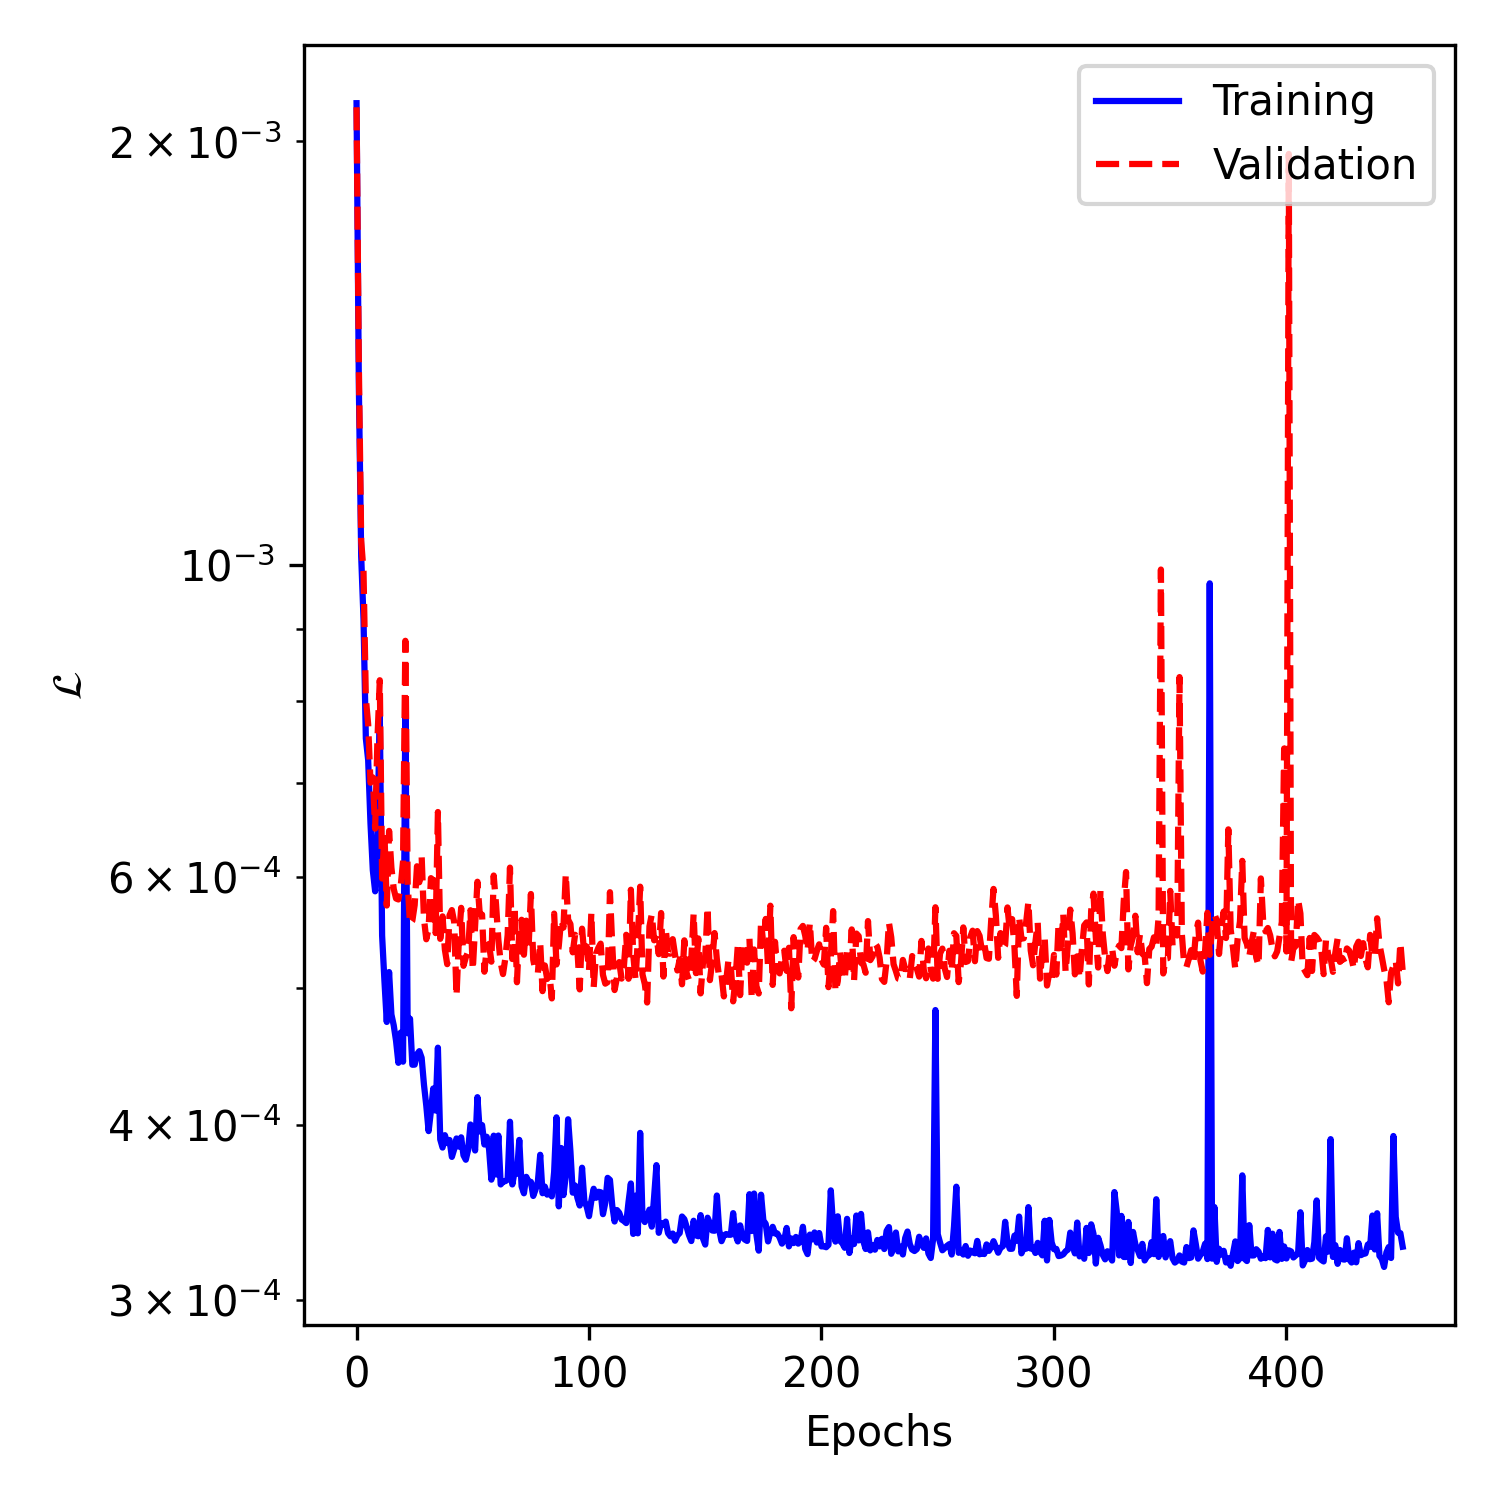 Training
Validation
2 × 10⁻³
10⁻³
6 × 10⁻⁴
4 × 10⁻⁴
3 × 10⁻⁴
ℒ
0 100 200 300 400
Epochs